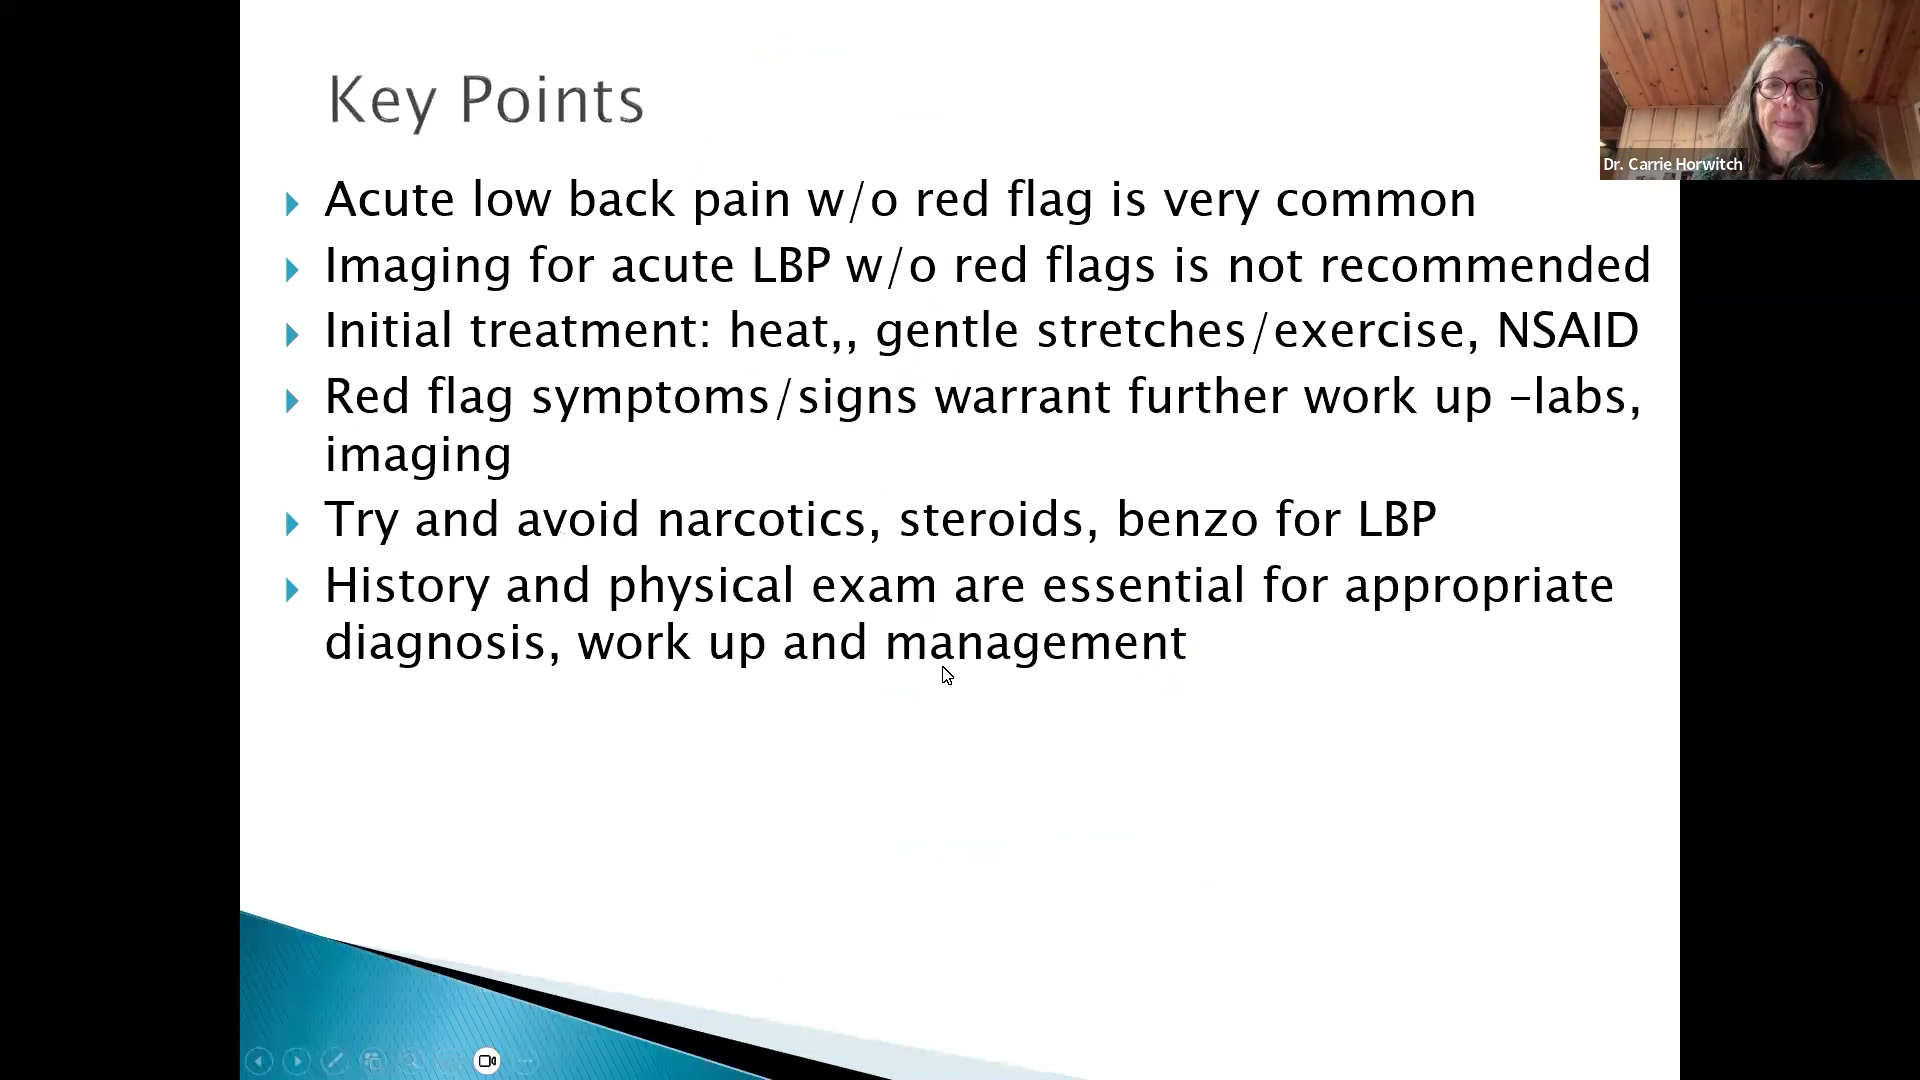 Key Points
Dr. Carrie Horwitch
Acute low back pain w/o red flag is very common
Imaging for acute LBP w/o red flags is not recommended
Initial treatment: heat,, gentle stretches/exercise, NSAID
Red flag symptoms/signs warrant further work up –labs,
imaging
Try and avoid narcotics, steroids, benzo for LBP
History and physical exam are essential for appropriate
diagnosis, work up and management